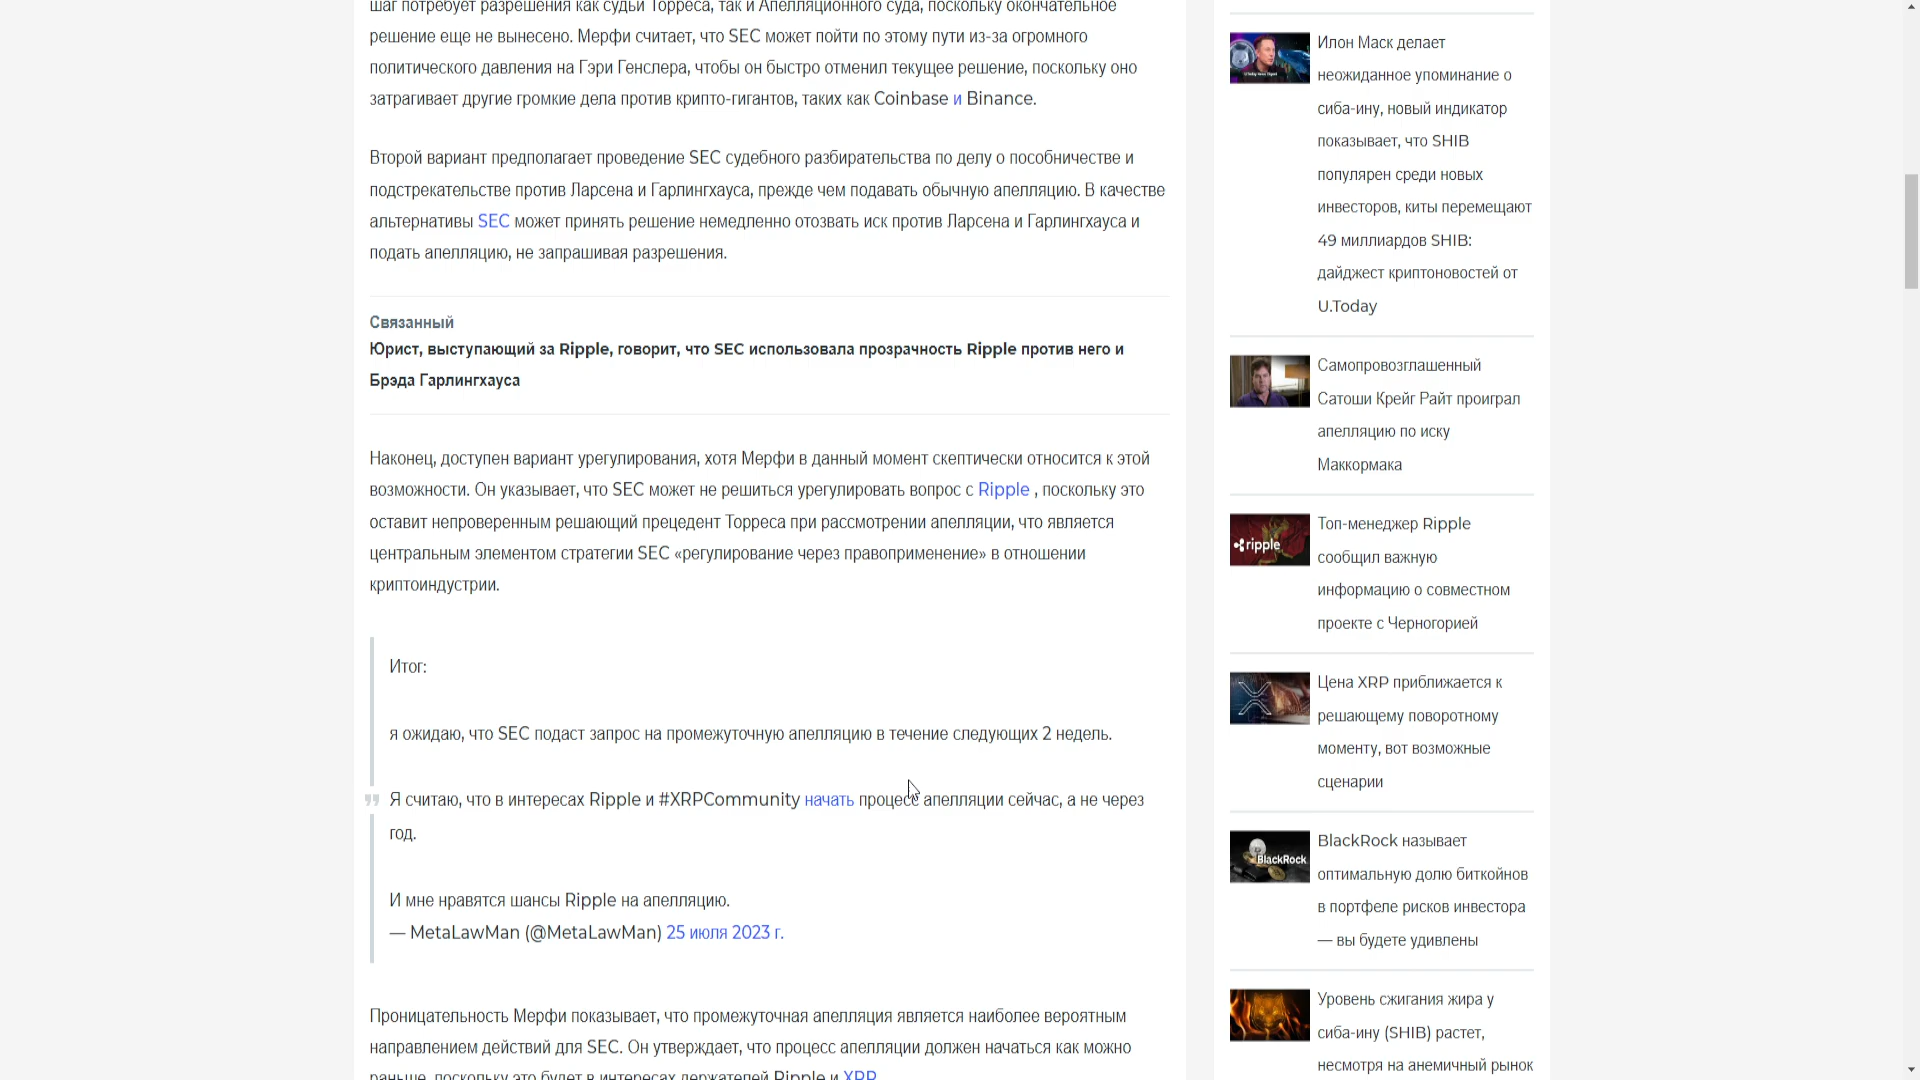 шаг потребует разрешения как судьи Торреса, так и Апелляционного суда, поскольку окончательное
решение еще не вынесено. Мерфи считает, что SEC может пойти по этому пути из-за огромного
политического давления на Гэри Генслера, чтобы он быстро отменил текущее решение, поскольку оно
затрагивает другие громкие дела против крипто-гигантов, таких как Coinbase и Binance.
Второй вариант предполагает проведение SEC судебного разбирательства по делу о пособничестве и
подстрекательстве против Ларсена и Гарлингхауса, прежде чем подавать обычную апелляцию. В качестве
альтернативы SEC может принять решение немедленно отозвать иск против Ларсена и Гарлингхауса и
подать апелляцию, не запрашивая разрешения.
Связанный
Юрист, выступающий за Ripple, говорит, что SEC использовала прозрачность Ripple против него и
Брэда Гарлингхауса
Наконец, доступен вариант урегулирования, хотя Мерфи в данный момент скептически относится к этой
возможности. Он указывает, что SEC может не решиться урегулировать вопрос с Ripple , поскольку это
оставит непроверенным решающий прецедент Торреса при рассмотрении апелляции, что является
центральным элементом стратегии SEC «регулирование через правоприменение» в отношении
криптоиндустрии.
Итог:
я ожидаю, что SEC подаст запрос на промежуточную апелляцию в течение следующих 2 недель.
Я считаю, что в интересах Ripple и #XRPCommunity начать процесс апелляции сейчас, а не через
год.
И мне нравятся шансы Ripple на апелляцию.
— MetaLawMan (@MetaLawMan) 25 июля 2023 г.
Проницательность Мерфи показывает, что промежуточная апелляция является наиболее вероятным
направлением действий для SEC. Он утверждает, что процесс апелляции должен начаться как можно
раньше, поскольку это будет в интересах держателей Ripple и XRP
Илон Маск делает
неожиданное упоминание о
сиба-ину, новый индикатор
показывает, что SHIB
популярен среди новых
инвесторов, киты перемещают
49 миллиардов SHIB:
дайджест криптоновостей от
U.Today
Самопровозглашенный
Сатоши Крейг Райт проиграл
апелляцию по иску
Маккормака
ripple
Топ-менеджер Ripple
сообщил важную
информацию о совместном
проекте с Черногорией
Цена XRP приближается к
решающему поворотному
моменту, вот возможные
сценарии
BlackRock
BlackRock называет
оптимальную долю биткойнов
в портфеле рисков инвестора
— вы будете удивлены
Уровень сжигания жира у
сиба-ину (SHIB) растет,
несмотря на анемичный рынок